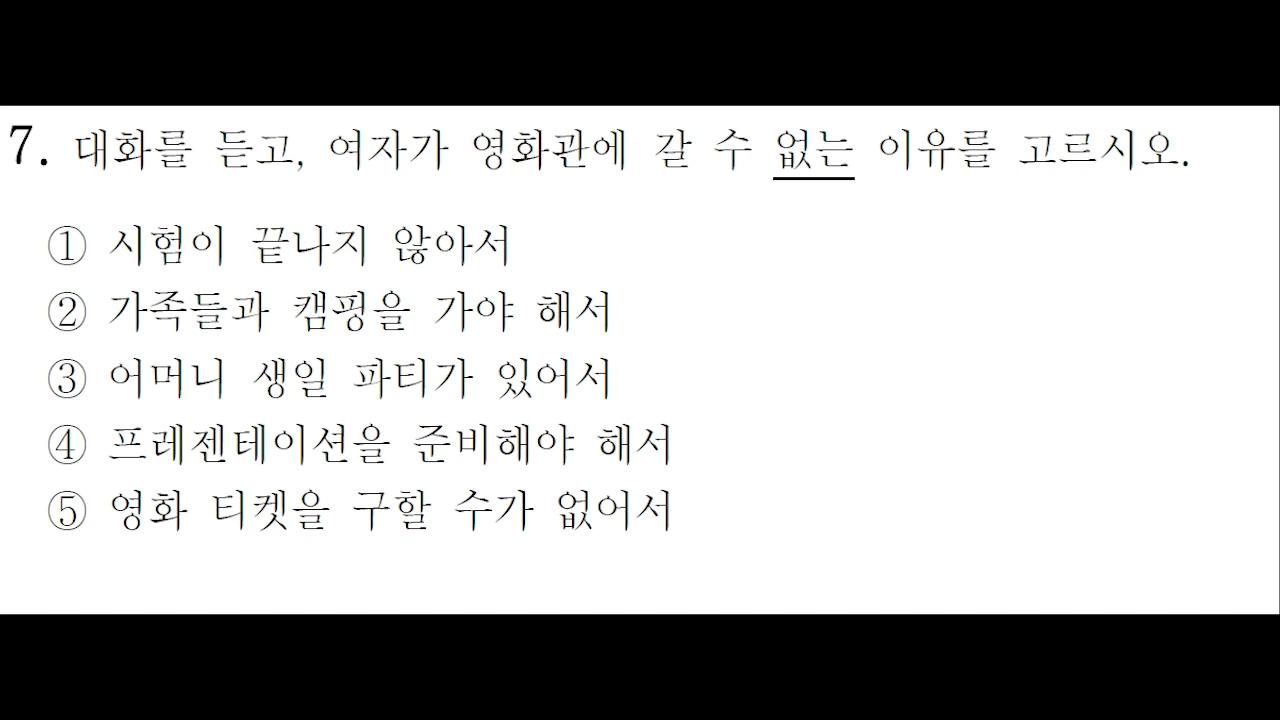 7. 대화를 듣고, 여자가 영화관에 갈 수 없는 이유를 고르시오.
① 시험이 끝나지 않아서
② 가족들과 캠핑을 가야 해서
③ 어머니 생일 파티가 있어서
④ 프레젠테이션을 준비해야 해서
⑤ 영화 티켓을 구할 수가 없어서